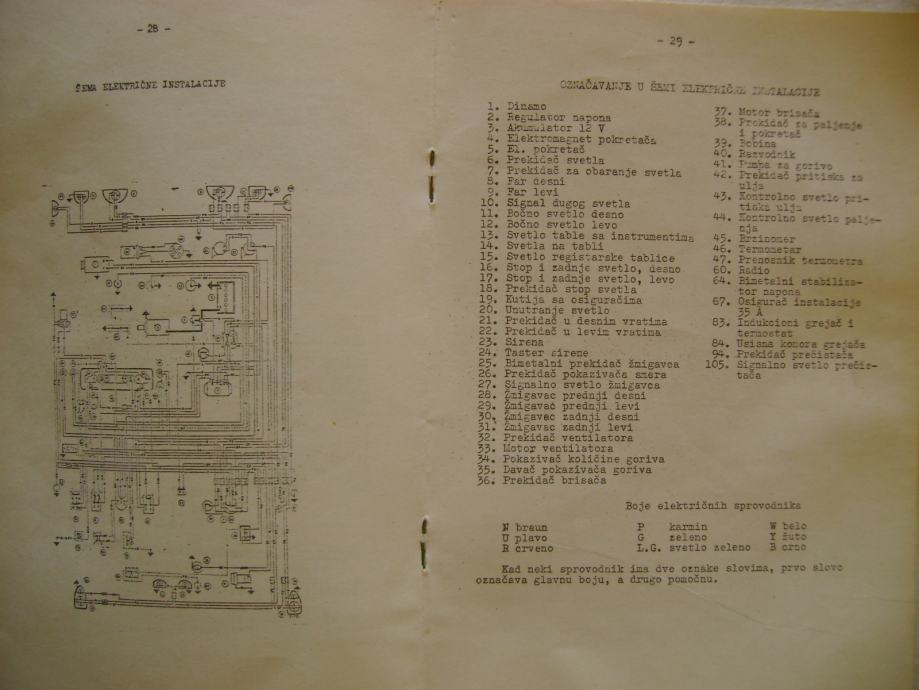 - 28 -
ŠEMA ELEKTRIČNE INSTALACIJE
- 29 -
OZNAČAVANJE U ŠEMI ELEKTRIČNE INSTALACIJE
1. Dinamo
2. Regulator napona
3. Akumulator 12 V
4. Elektromagnet pokretača
5. El. pokretač
6. Prekidač svetla
7. Prekidač za obaranje svetla
8. Far desni
9. Far levi
10. Signal dugog svetla
11. Bočno svetlo desno
12. Bočno svetlo levo
13. Svetlo table sa instrumentima
14. Svetla na tabli
15. Svetlo registarske tablice
16. Stop i zadnje svetlo, desno
17. Stop i zadnje svetlo, levo
18. Prekidač stop svetla
19. Kutija sa osiguračima
20. Unutranje svetlo
21. Prekidač u desnim vratima
22. Prekidač u levim vratima
23. Sirena
24. Taster sirene
25. Bimetalni prekidač žmigavca
26. Prekidač pokazivača smera
27. Signalno svetlo žmigavca
28. Žmigavac prednji desni
29. Žmigavac prednji levi
30. Žmigavac zadnji desni
31. Žmigavac zadnji levi
32. Prekidač ventilatora
33. Motor ventilatora
34. Pokazivač količine goriva
35. Davač pokazivača goriva
36. Prekidač brisača
37. Motor brisača
38. Prekidač za paljenje
i pokretač
39. Bobina
40. Razvodnik
41. Pumpa za gorivo
42. Prekidač pritiska za
ulja
43. Kontrolno svetlo pri-
tiska ulja
44. Kontrolno svetlo palje-
nja
45. Brzinomer
46. Termometar
47. Prenosnik termometra
60. Radio
64. Bimetalni stabiliza-
tor napona
67. Osigurač instalacije
35 A
83. Indukcioni grejač i
termostat
84. Usisna komora grejača
94. Prekidač prečistača
105. Signalno svetlo prečis-
tača
Boje električnih sprovodnika
N braun P karmin W belo
U plavo G zeleno Y žuto
R crveno L.G. svetlo zeleno B crno
Kad neki sprovodnik ima dve oznake slovima, prvo slovo
označava glavnu boju, a drugo pomoćnu.